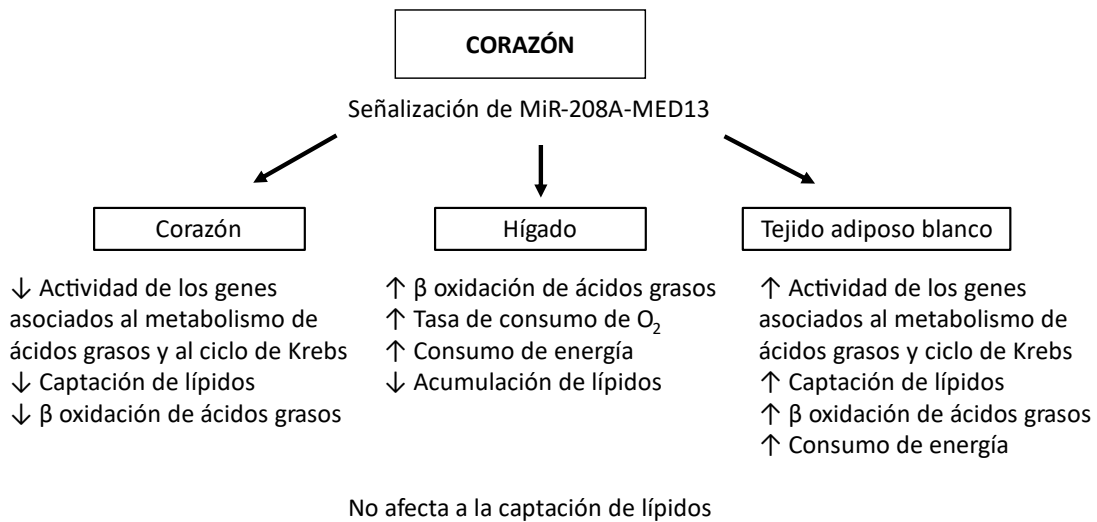 CORAZÓN
Señalización de MiR-208A-MED13
Corazón
↓ Actividad de los genes
asociados al metabolismo de
ácidos grasos y al ciclo de Krebs
↓ Captación de lípidos
↓ β oxidación de ácidos grasos
Hígado
↑ β oxidación de ácidos grasos
↑ Tasa de consumo de O₂
↑ Consumo de energía
↓ Acumulación de lípidos
Tejido adiposo blanco
↑ Actividad de los genes
asociados al metabolismo de
ácidos grasos y ciclo de Krebs
↑ Captación de lípidos
↑ β oxidación de ácidos grasos
↑ Consumo de energía
No afecta a la captación de lípidos